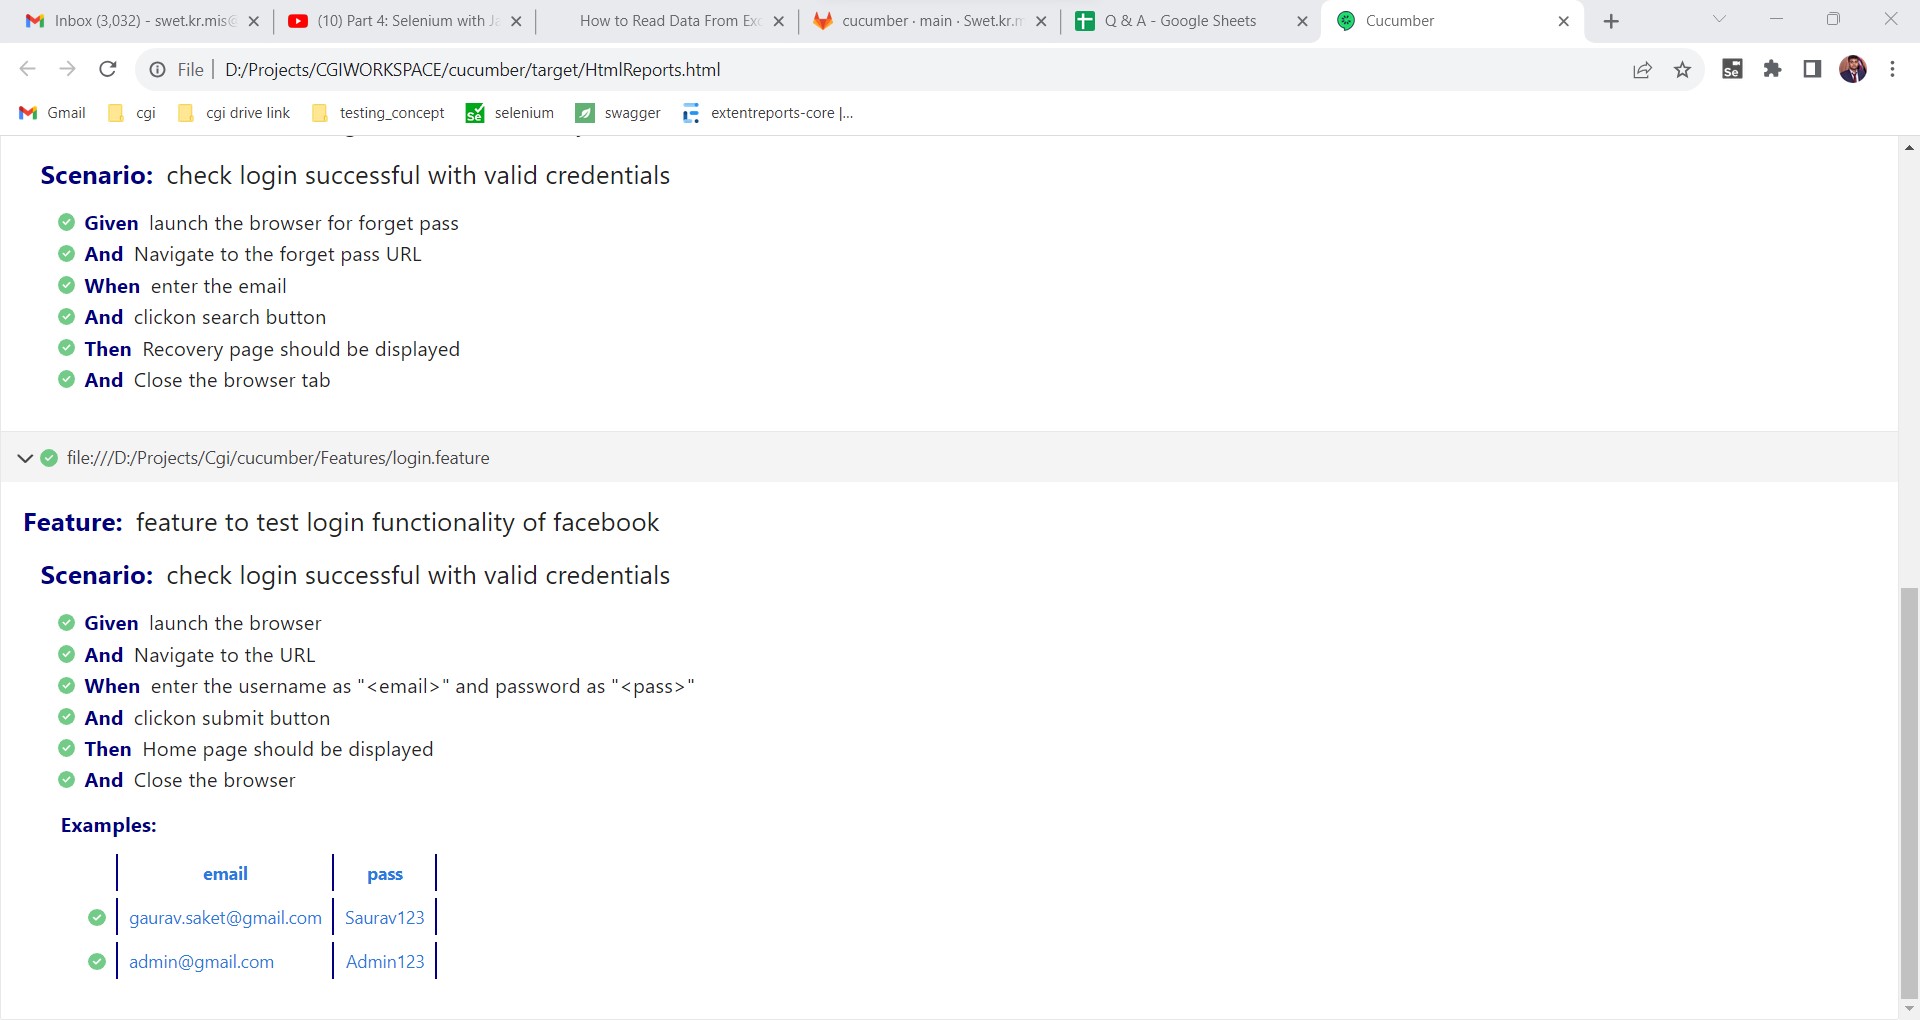 Inbox (3,032) - swet.kr.mis@
(10) Part 4: Selenium with Ja
How to Read Data From Exc
cucumber · main · Swet.kr.m
Q & A - Google Sheets
Cucumber
File | D:/Projects/CGIWORKSPACE/cucumber/target/HtmlReports.html
Se
Gmail
cgi
cgi drive link
testing_concept
Se selenium
swagger
extentreports-core |...
Scenario: check login successful with valid credentials
Given launch the browser for forget pass
And Navigate to the forget pass URL
When enter the email
And clickon search button
Then Recovery page should be displayed
And Close the browser tab
file:///D:/Projects/Cgi/cucumber/Features/login.feature
Feature: feature to test login functionality of facebook
Scenario: check login successful with valid credentials
Given launch the browser
And Navigate to the URL
When enter the username as "<email>" and password as "<pass>"
And clickon submit button
Then Home page should be displayed
And Close the browser
Examples:
email pass
gaurav.saket@gmail.com Saurav123
admin@gmail.com Admin123